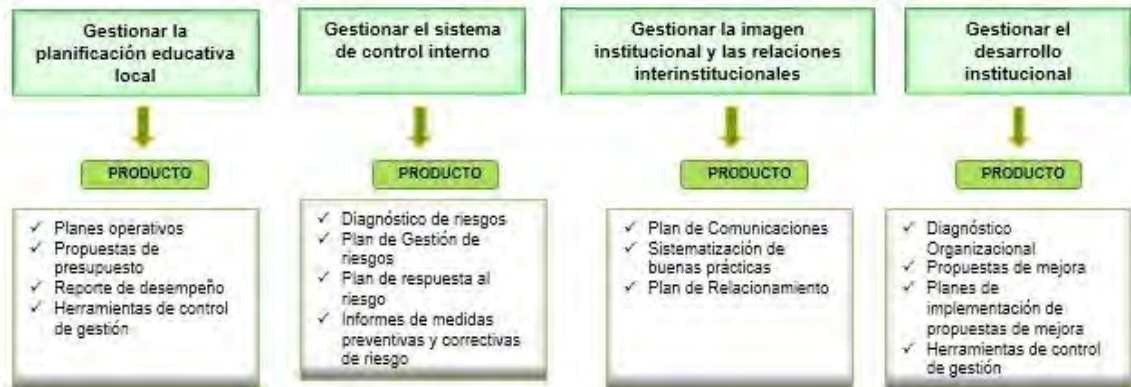 Gestionar la
planificación educativa
local
PRODUCTO
✓ Planes operativos
✓ Propuestas de
presupuesto
✓ Reporte de desempeño
✓ Herramientas de control
de gestión
Gestionar el sistema
de control interno
PRODUCTO
✓ Diagnóstico de riesgos
✓ Plan de Gestión de
riesgos
✓ Plan de respuesta al
riesgo
✓ Informes de medidas
preventivas y correctivas
de riesgo
Gestionar la imagen
institucional y las relaciones
interinstitucionales
PRODUCTO
✓ Plan de Comunicaciones
✓ Sistematización de
buenas prácticas
✓ Plan de Relacionamiento
Gestionar el
desarrollo
institucional
PRODUCTO
✓ Diagnóstico
Organizacional
✓ Propuestas de mejora
✓ Planes de
implementación de
propuestas de mejora
✓ Herramientas de control
de gestión